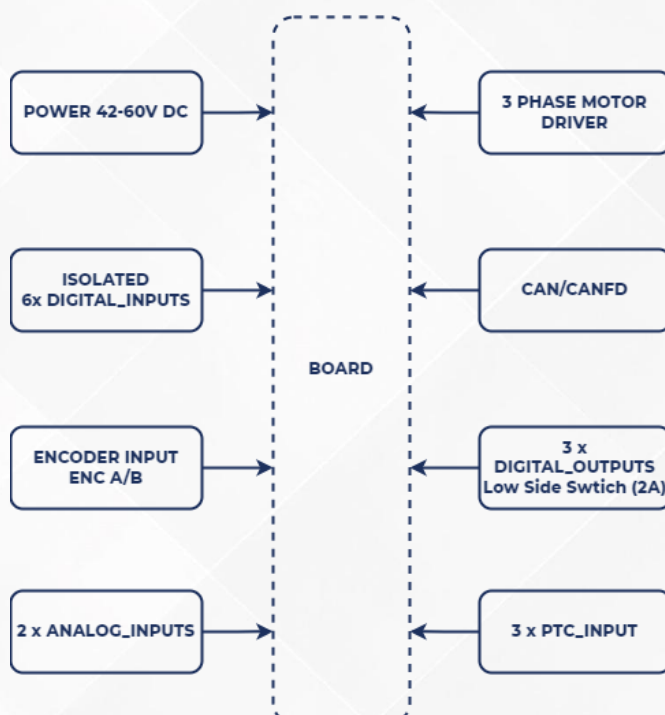 POWER 42-60V DC
3 PHASE MOTOR
DRIVER
ISOLATED
6x DIGITAL_INPUTS
CAN/CANFD
BOARD
ENCODER INPUT
ENC A/B
3 x
DIGITAL_OUTPUTS
Low Side Swtich (2A)
2 x ANALOG_INPUTS
3 x PTC_INPUT